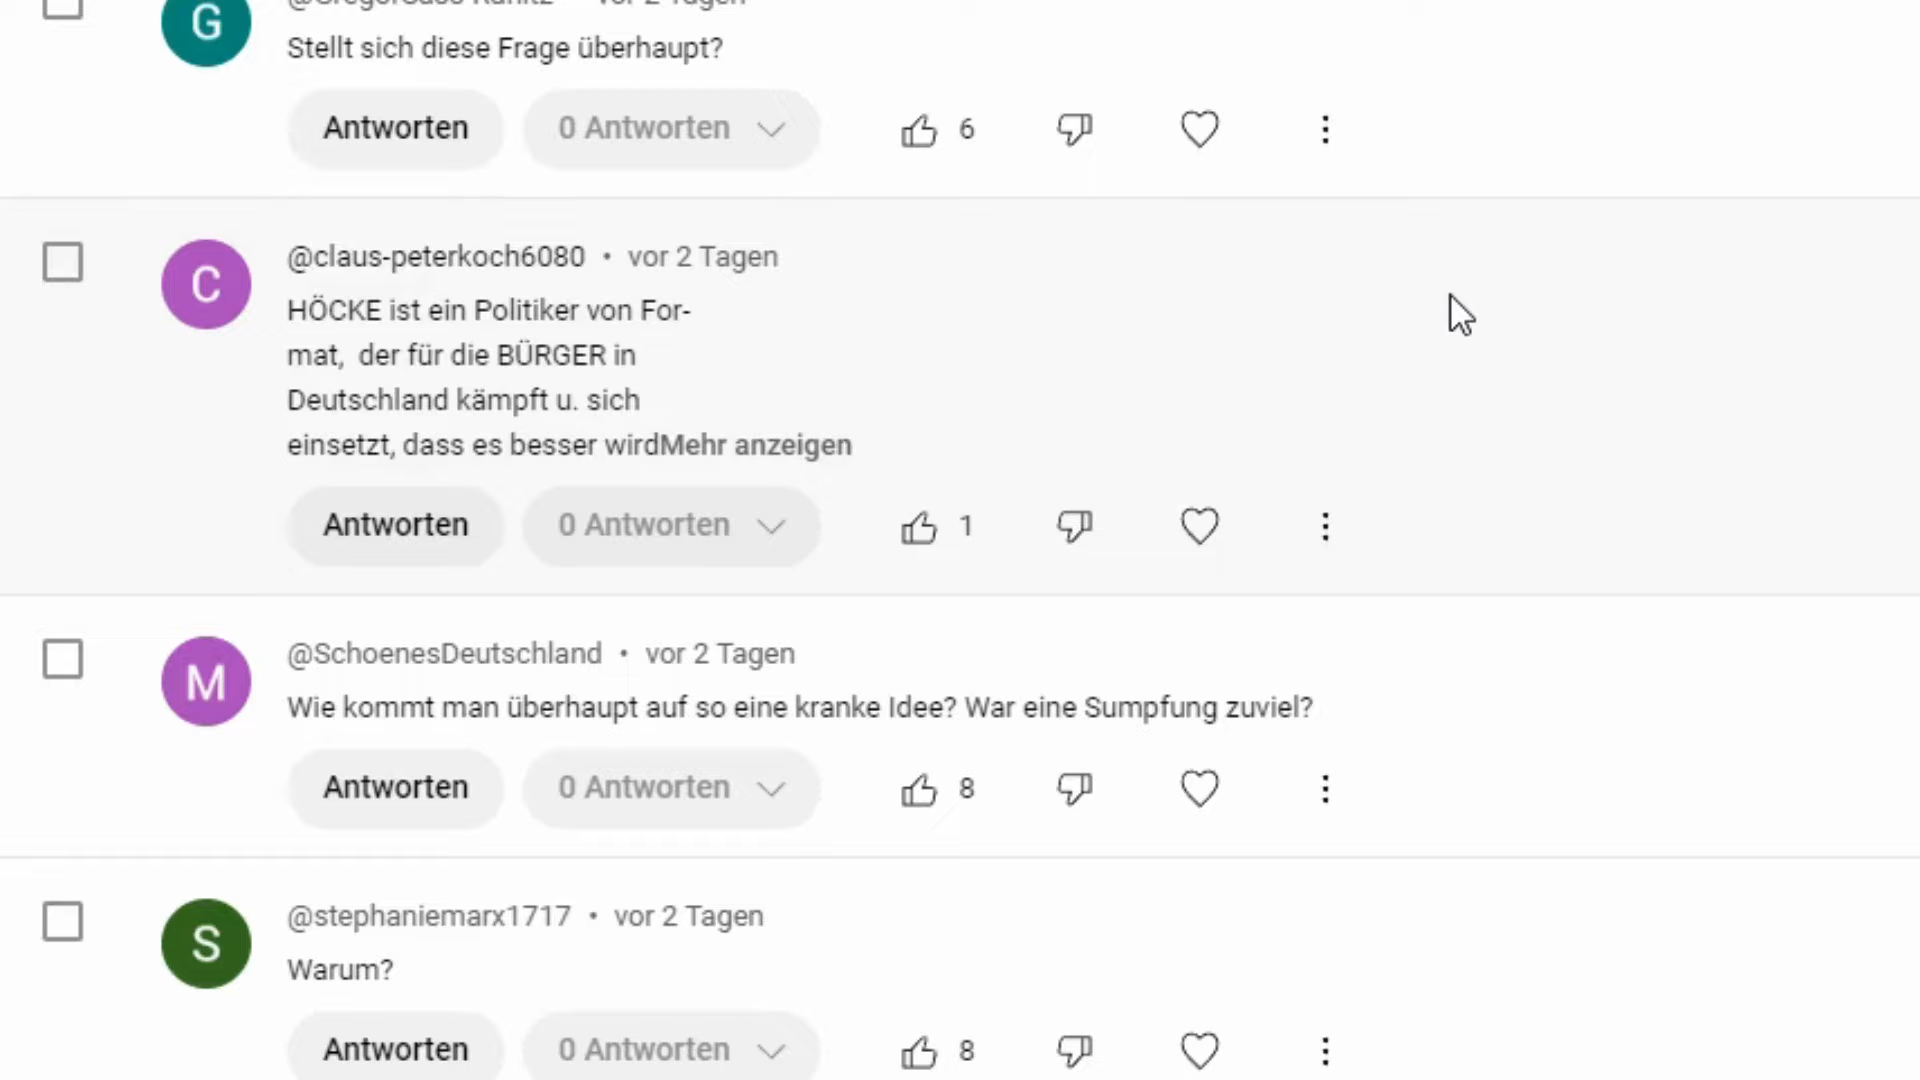 G
Stellt sich diese Frage überhaupt?
Antworten 0 Antworten 6
C
@claus-peterkoch6080 • vor 2 Tagen
HÖCKE ist ein Politiker von For-
mat, der für die BÜRGER in
Deutschland kämpft u. sich
einsetzt, dass es besser wirdMehr anzeigen
Antworten 0 Antworten 1
M
@SchoenesDeutschland • vor 2 Tagen
Wie kommt man überhaupt auf so eine kranke Idee? War eine Sumpfung zuviel?
Antworten 0 Antworten 8
S
@stephaniemarx1717 • vor 2 Tagen
Warum?
Antworten 0 Antworten 8